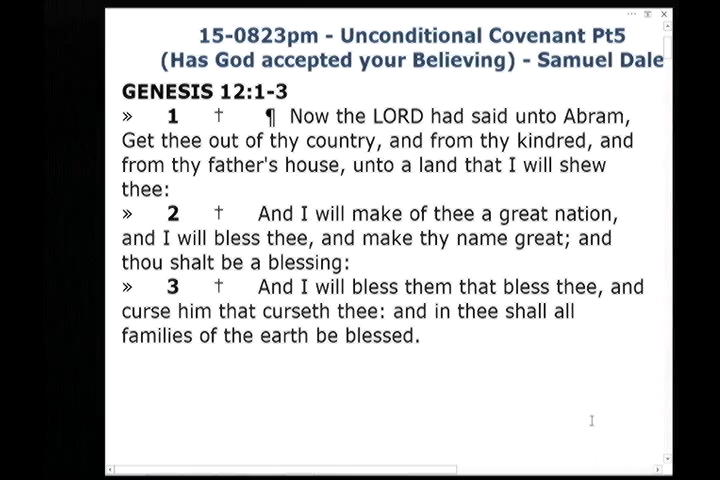 15-0823pm - Unconditional Covenant Pt5
(Has God accepted your Believing) - Samuel Dale
GENESIS 12:1-3
» 1 † ¶ Now the LORD had said unto Abram,
Get thee out of thy country, and from thy kindred, and
from thy father's house, unto a land that I will shew
thee:
» 2 † And I will make of thee a great nation,
and I will bless thee, and make thy name great; and
thou shalt be a blessing:
» 3 † And I will bless them that bless thee, and
curse him that curseth thee: and in thee shall all
families of the earth be blessed.